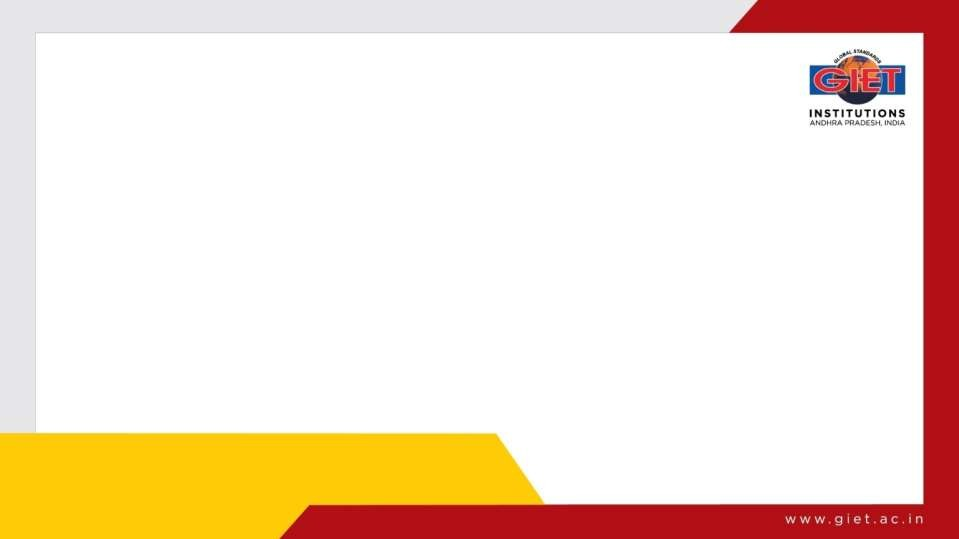 GLOBAL STANDARDS
GIET
INSTITUTIONS
ANDHRA PRADESH, INDIA
www.giet.ac.in